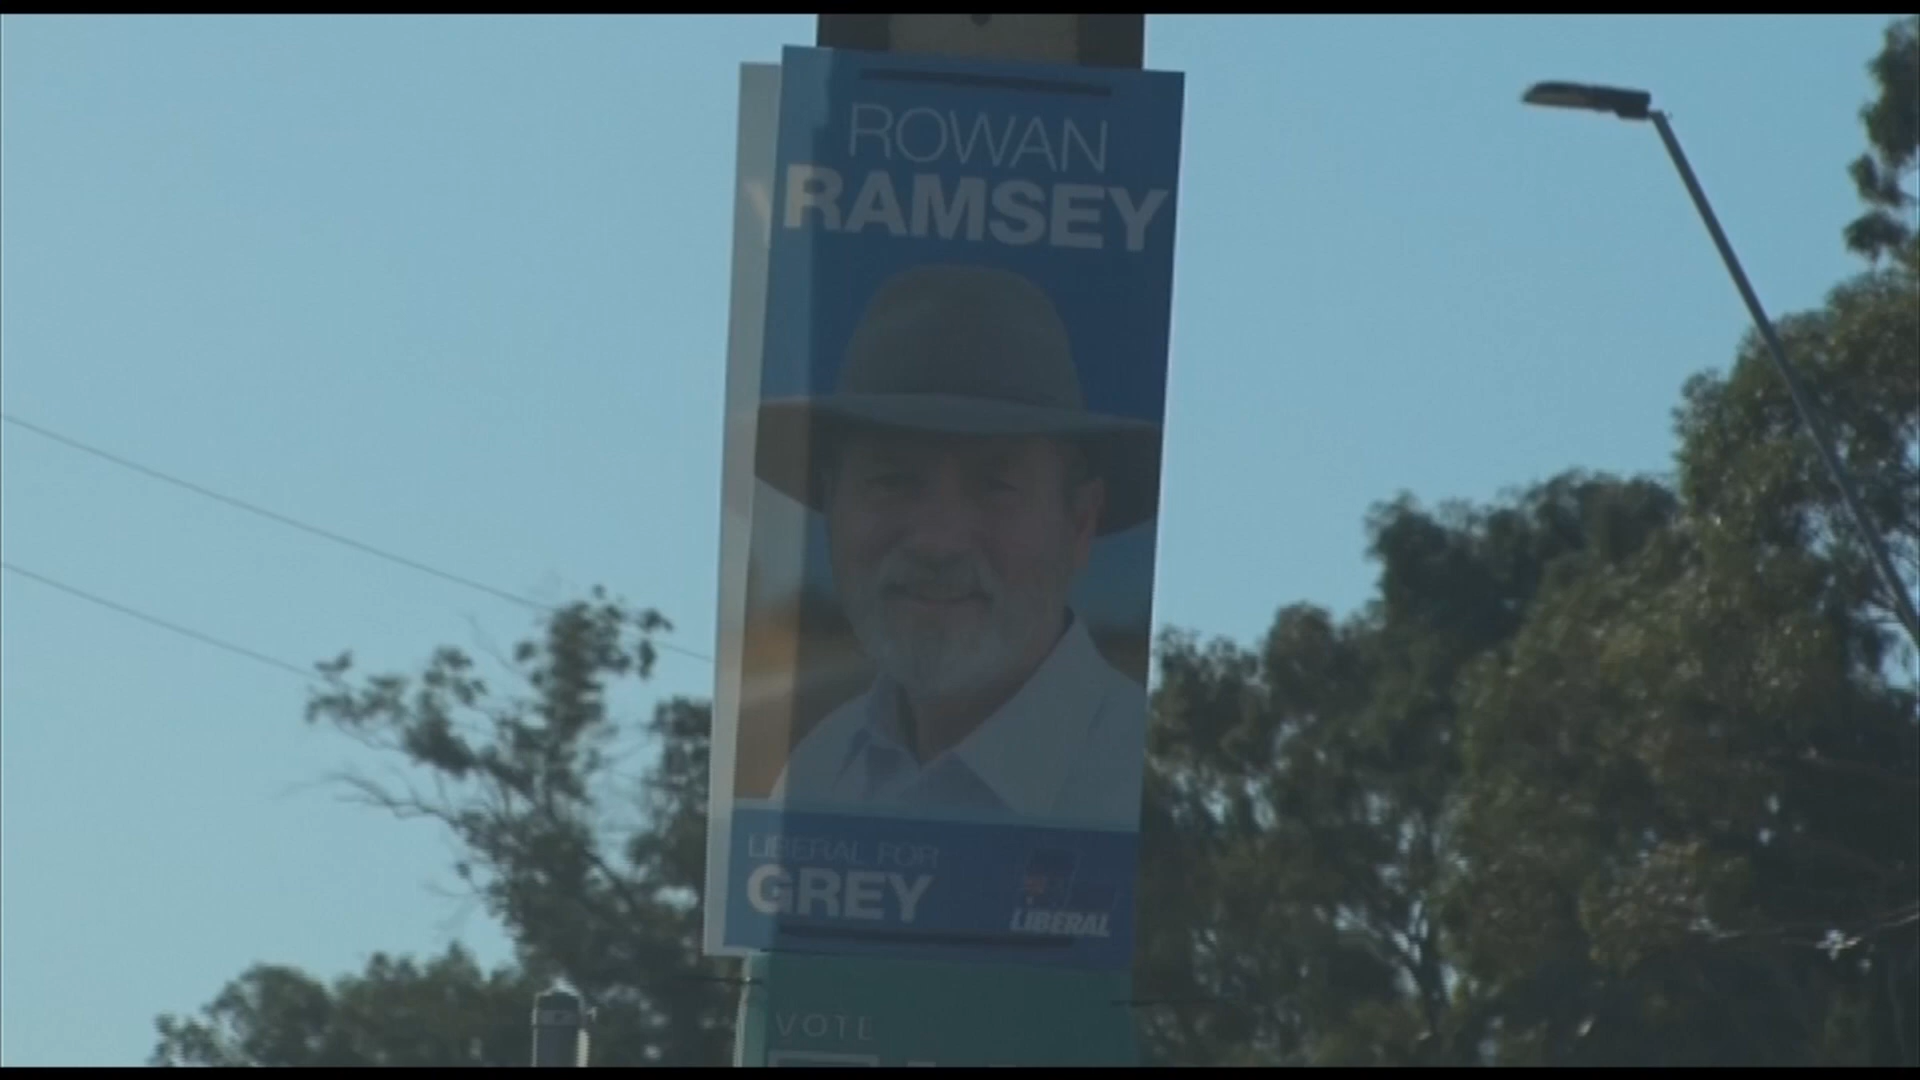 ROWAN
RAMSEY
LIBERAL FOR
GREY
LIBERAL
VOTE